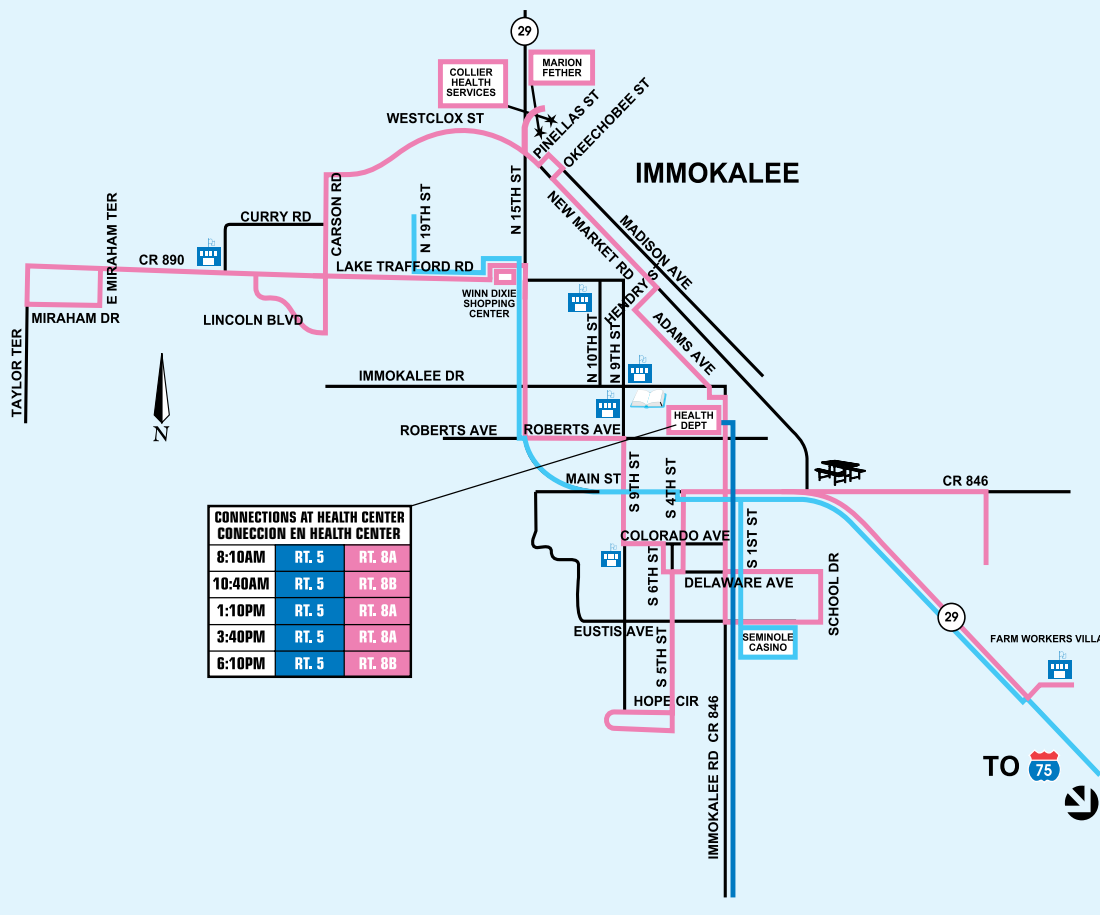 29
COLLIER
HEALTH
SERVICES
MARION
FETHER
WESTCLOX ST
PINELLAS ST
OKEECHOBEE ST
IMMOKALEE
N 19TH ST
N 15TH ST
CARSON RD
E MIRAHAM TER
CURRY RD
NEW MARKET RD
MADISON AVE
CR 890
LAKE TRAFFORD RD
HENDRY S
WINN DIXIE
SHOPPING
CENTER
MIRAHAM DR
LINCOLN BLVD
TAYLOR TER
N 10TH ST
N 9TH ST
ADAMS AVE
IMMOKALEE DR
N
HEALTH
DEPT
ROBERTS AVE
ROBERTS AVE
MAIN ST
S 9TH ST
S 4TH ST
CR 846
CONNECTIONS AT HEALTH CENTER
CONECCION EN HEALTH CENTER
8:10AM RT. 5 RT. 8A
10:40AM RT. 5 RT. 8B
1:10PM RT. 5 RT. 8A
3:40PM RT. 5 RT. 8A
6:10PM RT. 5 RT. 8B
COLORADO AVE
S 1ST ST
S 6TH ST
DELAWARE AVE
SCHOOL DR
EUSTIS AVE
S 5TH ST
SEMINOLE
CASINO
29
FARM WORKERS VILLA
HOPE CIR
IMMOKALEE RD CR 846
TO 75